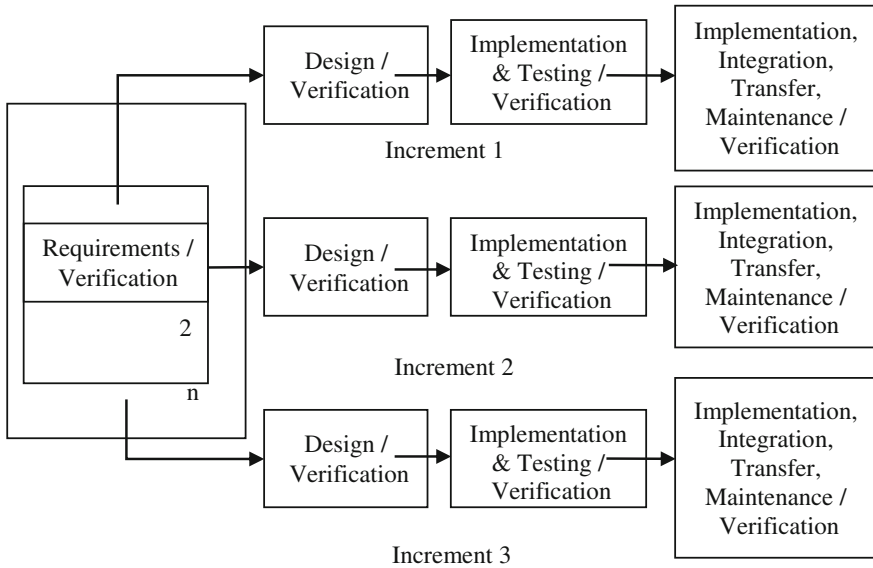 Design /
Verification
Implementation
& Testing /
Verification
Implementation,
Integration,
Transfer,
Maintenance /
Verification
Increment 1
Requirements /
Verification
2
n
Design /
Verification
Implementation
& Testing /
Verification
Implementation,
Integration,
Transfer,
Maintenance /
Verification
Increment 2
Design /
Verification
Implementation
& Testing /
Verification
Implementation,
Integration,
Transfer,
Maintenance /
Verification
Increment 3